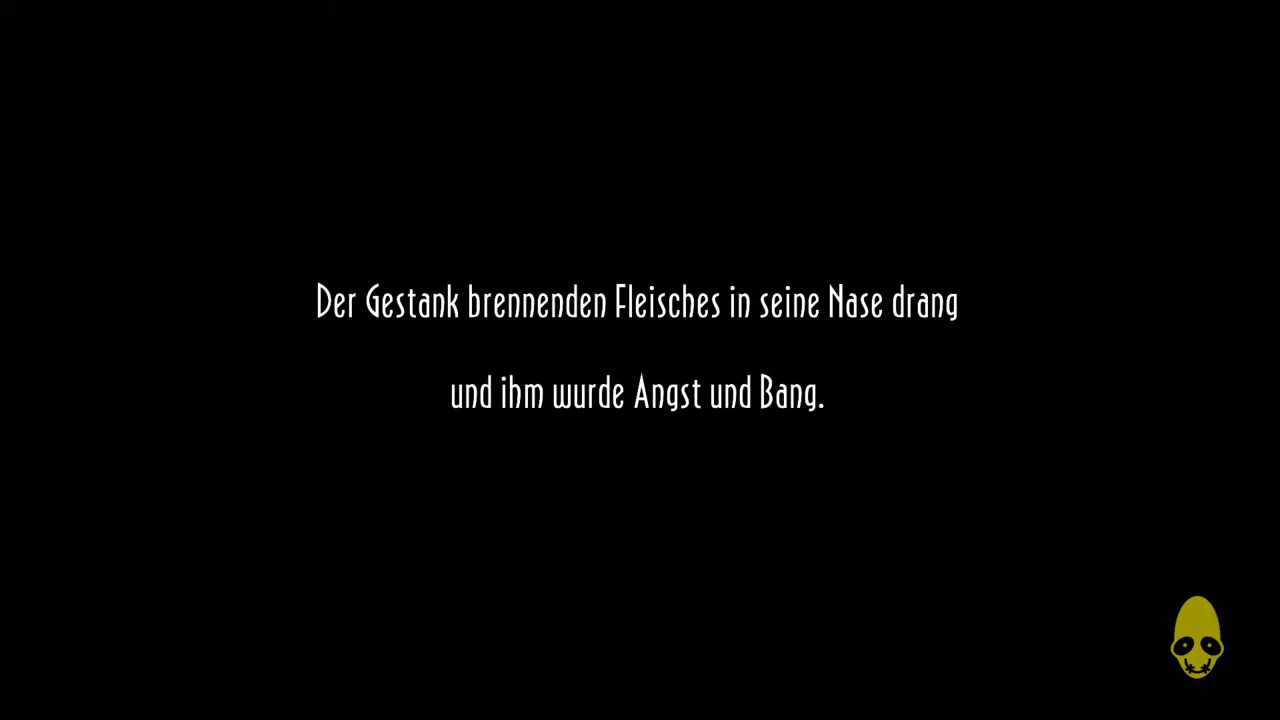 Der Gestank brennenden Fleisches in seine Nase drang
und ihm wurde Angst und Bang.